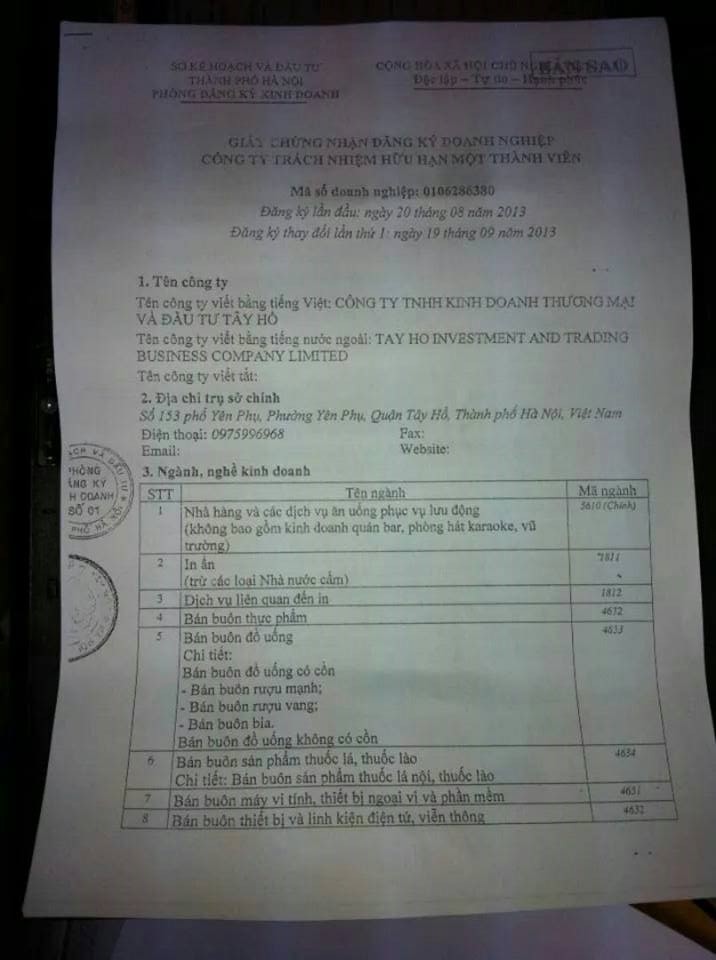 SỞ KẾ HOẠCH VÀ ĐẦU TƯ
THÀNH PHỐ HÀ NỘI
PHÒNG ĐĂNG KÝ KINH DOANH
CỘNG HÒA XÃ HỘI CHỦ
BẢN SAO
Độc lập – Tự do – Hạnh phúc
GIẤY CHỨNG NHẬN ĐĂNG KÝ DOANH NGHIỆP
CÔNG TY TRÁCH NHIỆM HỮU HẠN MỘT THÀNH VIÊN
Mã số doanh nghiệp: 0106286380
Đăng ký lần đầu: ngày 20 tháng 08 năm 2013
Đăng ký thay đổi lần thứ 1: ngày 19 tháng 09 năm 2013
1. Tên công ty
Tên công ty viết bằng tiếng Việt: CÔNG TY TNHH KINH DOANH THƯƠNG MẠI
VÀ ĐẦU TƯ TÂY HỒ
Tên công ty viết bằng tiếng nước ngoài: TAY HO INVESTMENT AND TRADING
BUSINESS COMPANY LIMITED
Tên công ty viết tắt:
2. Địa chỉ trụ sở chính
Số 153 phố Yên Phụ, Phường Yên Phụ, Quận Tây Hồ, Thành phố Hà Nội, Việt Nam
Điện thoại: 0975996968 Fax:
Email: Website:
3. Ngành, nghề kinh doanh
STT Tên ngành Mã ngành
1 Nhà hàng và các dịch vụ ăn uống phục vụ lưu động 5610 (Chính)
(không bao gồm kinh doanh quán bar, phòng hát karaoke, vũ
trường)
2 In ấn 1811
(trừ các loại Nhà nước cấm)
3 Dịch vụ liên quan đến in 1812
4 Bán buôn thực phẩm 4632
5 Bán buôn đồ uống 4633
Chi tiết:
Bán buôn đồ uống có cồn
- Bán buôn rượu mạnh;
- Bán buôn rượu vang;
- Bán buôn bia.
Bán buôn đồ uống không có cồn
6 Bán buôn sản phẩm thuốc lá, thuốc lào 4634
Chi tiết: Bán buôn sản phẩm thuốc lá nội, thuốc lào
7 Bán buôn máy vi tính, thiết bị ngoại vi và phần mềm 4651
8 Bán buôn thiết bị và linh kiện điện tử, viễn thông 4652
PHÒNG
ĐĂNG KÝ
KINH DOANH
SỐ 01